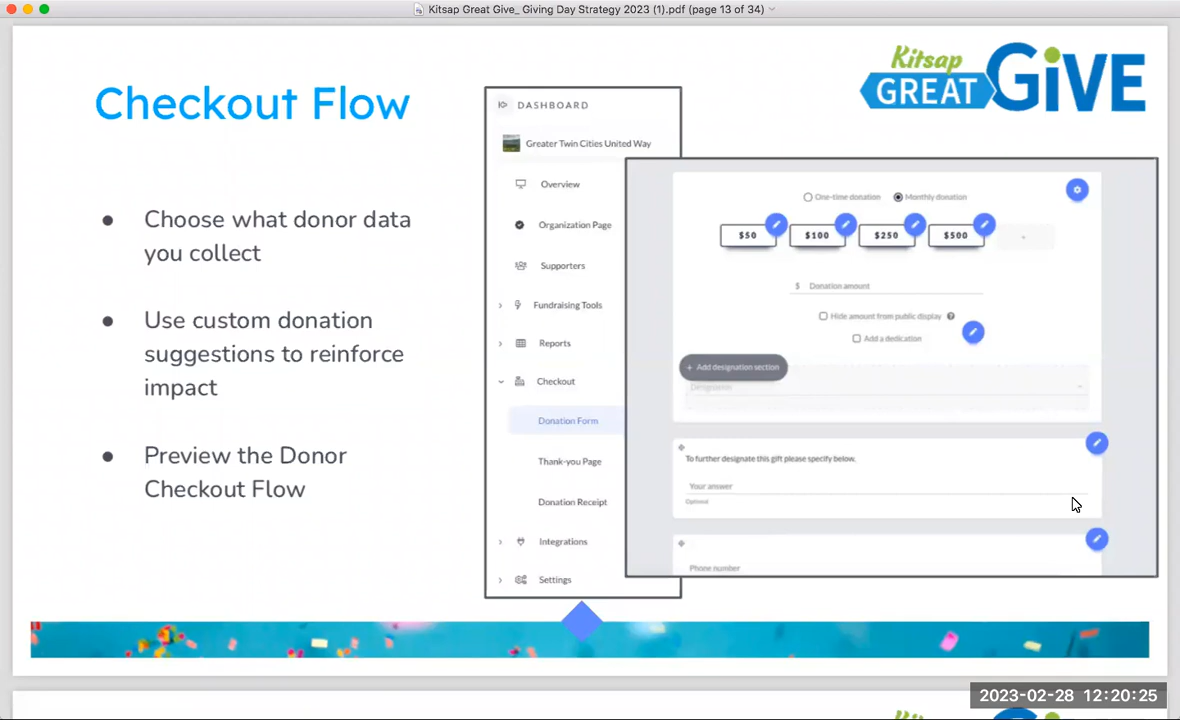 Kitsap Great Give_ Giving Day Strategy 2023 (1).pdf (page 13 of 34)
Kitsap
GREAT GIVE
Checkout Flow
Choose what donor data
you collect
Use custom donation
suggestions to reinforce
impact
Preview the Donor
Checkout Flow
DASHBOARD
Greater Twin Cities United Way
Overview
Organization Page
Supporters
Fundraising Tools
Reports
Checkout
Donation Form
Thank-you Page
Donation Receipt
Integrations
Settings
One-time donation Monthly donation
$50 $100 $250 $500 +
$ Donation amount
Hide amount from public display ?
Add a dedication
+ Add designation section
Designation
To further designate this gift please specify below.
Your answer
Optional
Phone number
2023-02-28 12:20:25